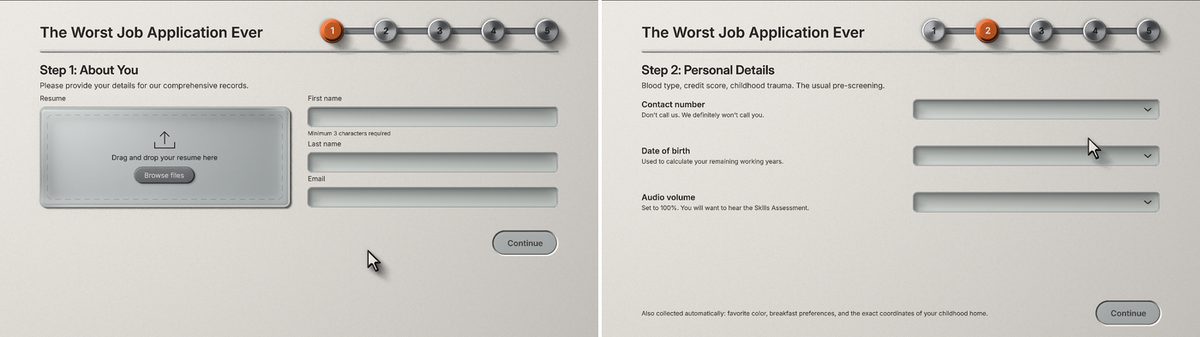 The Worst Job Application Ever
1 2 3 4 5
Step 1: About You
Please provide your details for our comprehensive records.
Resume
Drag and drop your resume here
Browse files
First name
Minimum 3 characters required
Last name
Email
Continue
The Worst Job Application Ever
1 2 3 4 5
Step 2: Personal Details
Blood type, credit score, childhood trauma. The usual pre-screening.
Contact number
Don't call us. We definitely won't call you.
Date of birth
Used to calculate your remaining working years.
Audio volume
Set to 100%. You will want to hear the Skills Assessment.
Also collected automatically: favorite color, breakfast preferences, and the exact coordinates of your childhood home.
Continue